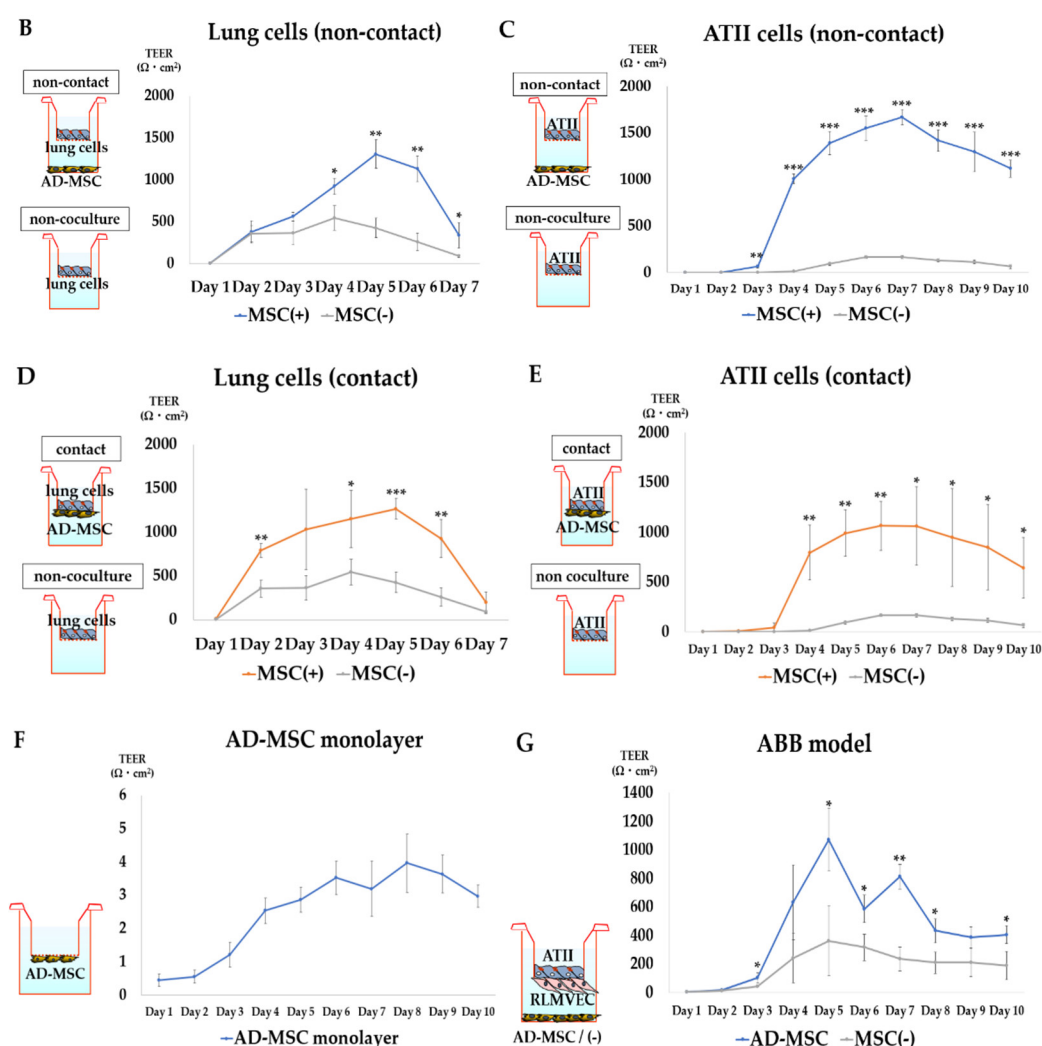 B
Lung cells (non-contact)
TEER
(Ω・cm²)
non-contact
lung cells
AD-MSC
non-coculture
lung cells
2000
1500
1000
500
0
*
**
**
*
Day 1 Day 2 Day 3 Day 4 Day 5 Day 6 Day 7
MSC(+) MSC(-)
C
ATII cells (non-contact)
TEER
(Ω・cm²)
non-contact
ATII
AD-MSC
non-coculture
ATII
2000
1500
1000
500
0
**
***
***
***
***
***
***
***
Day 1 Day 2 Day 3 Day 4 Day 5 Day 6 Day 7 Day 8 Day 9 Day 10
MSC(+) MSC(-)
D
Lung cells (contact)
TEER
(Ω・cm²)
contact
lung cells
AD-MSC
non-coculture
lung cells
2000
1500
1000
500
0
**
*
***
**
Day 1 Day 2 Day 3 Day 4 Day 5 Day 6 Day 7
MSC(+) MSC(-)
E
ATII cells (contact)
TEER
(Ω・cm²)
contact
ATII
AD-MSC
non coculture
ATII
2000
1500
1000
500
0
**
**
**
*
*
*
*
Day 1 Day 2 Day 3 Day 4 Day 5 Day 6 Day 7 Day 8 Day 9 Day 10
MSC(+) MSC(-)
F
AD-MSC monolayer
TEER
(Ω・cm²)
AD-MSC
6
5
4
3
2
1
0
Day 1 Day 2 Day 3 Day 4 Day 5 Day 6 Day 7 Day 8 Day 9 Day 10
AD-MSC monolayer
G
ABB model
TEER
(Ω・cm²)
ATII
RLMVEC
AD-MSC / (-)
1400
1200
1000
800
600
400
200
0
*
*
*
**
*
*
Day 1 Day 2 Day 3 Day 4 Day 5 Day 6 Day 7 Day 8 Day 9 Day 10
AD-MSC MSC(-)